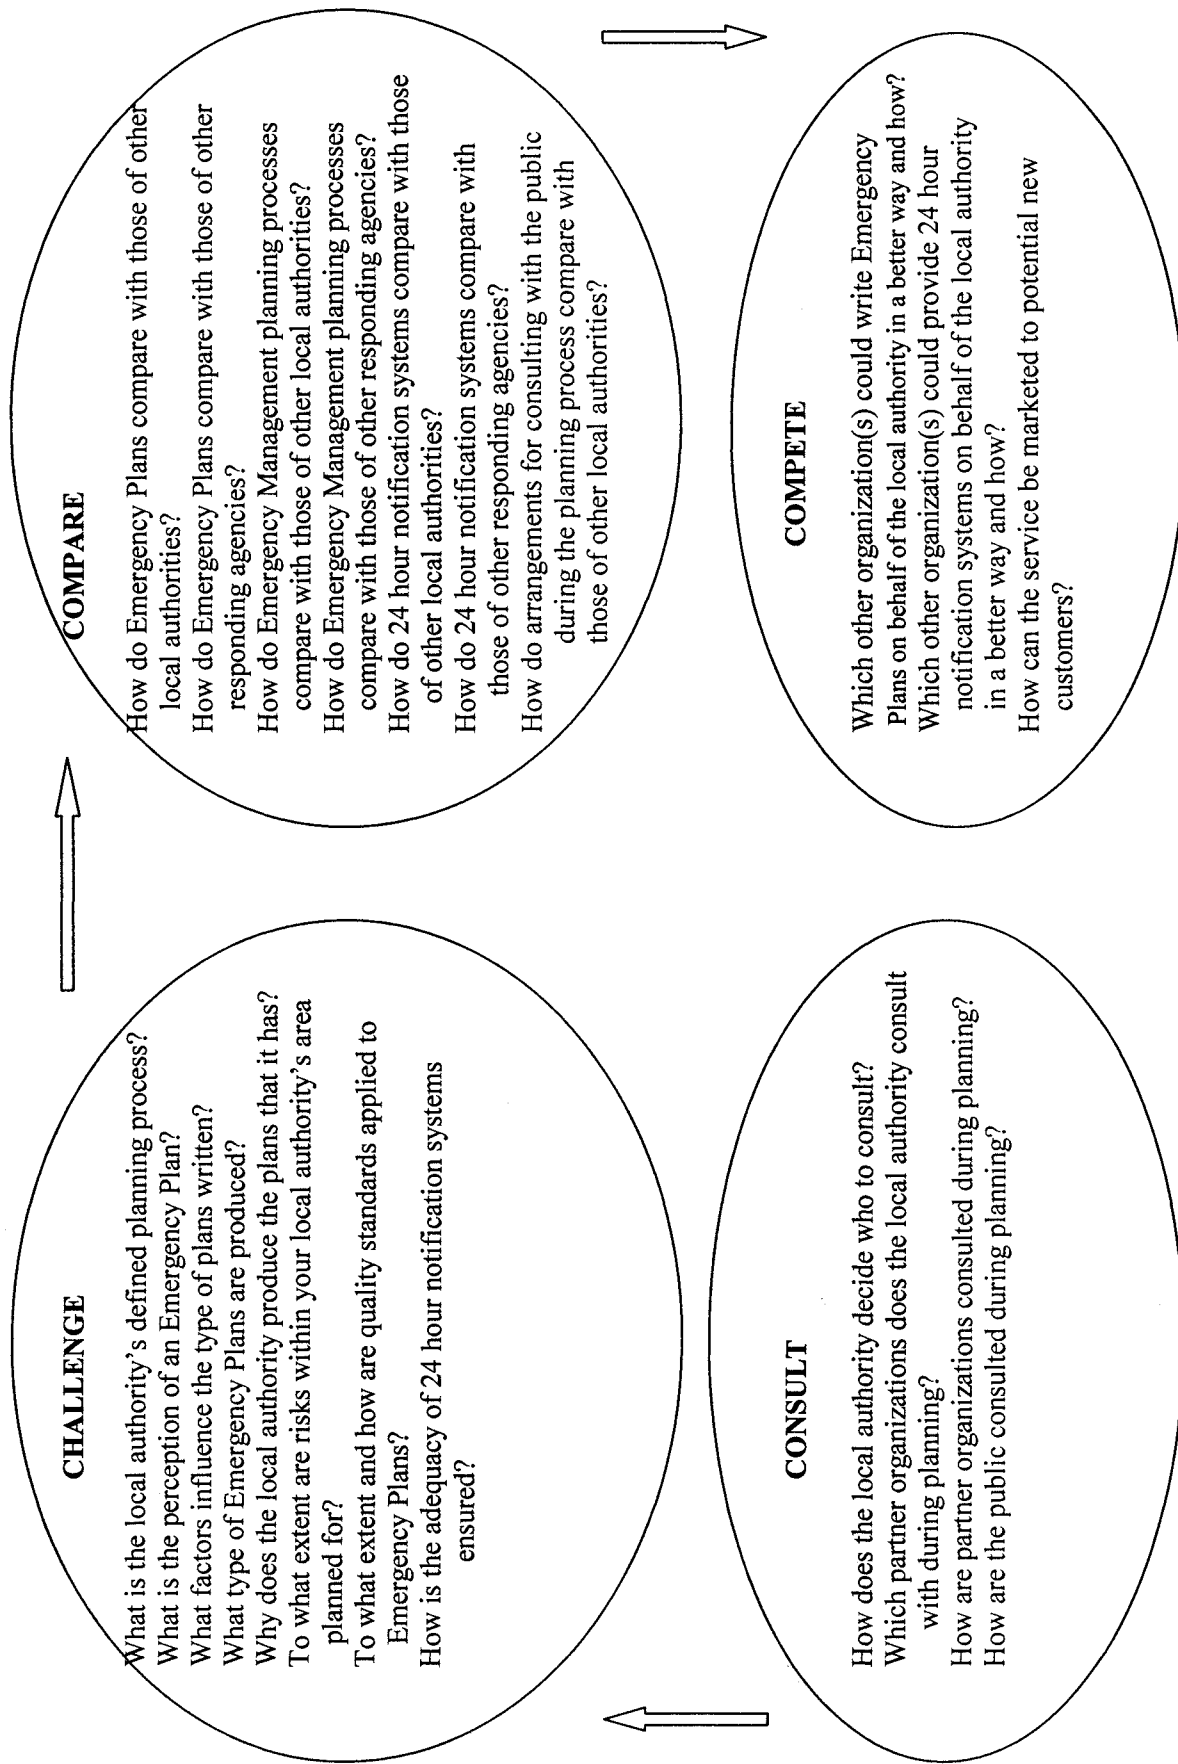 CHALLENGE
What is the local authority's defined planning process?
What is the perception of an Emergency Plan?
What factors influence the type of plans written?
What type of Emergency Plans are produced?
Why does the local authority produce the plans that it has?
To what extent are risks within your local authority's area
planned for?
To what extent and how are quality standards applied to
Emergency Plans?
How is the adequacy of 24 hour notification systems
ensured?
COMPARE
How do Emergency Plans compare with those of other
local authorities?
How do Emergency Plans compare with those of other
responding agencies?
How do Emergency Management planning processes
compare with those of other local authorities?
How do Emergency Management planning processes
compare with those of other responding agencies?
How do 24 hour notification systems compare with those
of other local authorities?
How do 24 hour notification systems compare with
those of other responding agencies?
How do arrangements for consulting with the public
during the planning process compare with
those of other local authorities?
CONSULT
How does the local authority decide who to consult?
Which partner organizations does the local authority consult
with during planning?
How are partner organizations consulted during planning?
How are the public consulted during planning?
COMPETE
Which other organization(s) could write Emergency
Plans on behalf of the local authority in a better way and how?
Which other organization(s) could provide 24 hour
notification systems on behalf of the local authority
in a better way and how?
How can the service be marketed to potential new
customers?